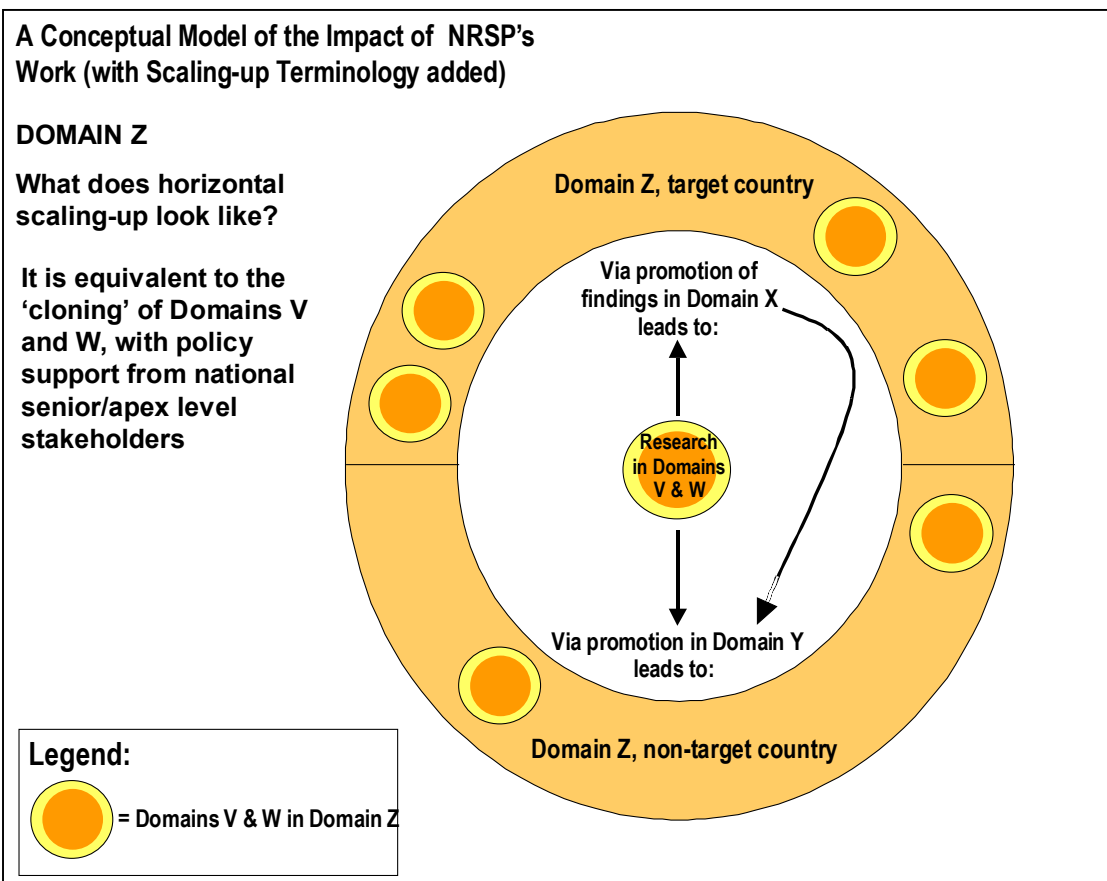 A Conceptual Model of the Impact of NRSP's
Work (with Scaling-up Terminology added)
DOMAIN Z
What does horizontal
scaling-up look like?
It is equivalent to the
‘cloning’ of Domains V
and W, with policy
support from national
senior/apex level
stakeholders
Domain Z, target country
Via promotion of
findings in Domain X
leads to:
Research
in Domains
V & W
Via promotion in Domain Y
leads to:
Domain Z, non-target country
Legend:
= Domains V & W in Domain Z